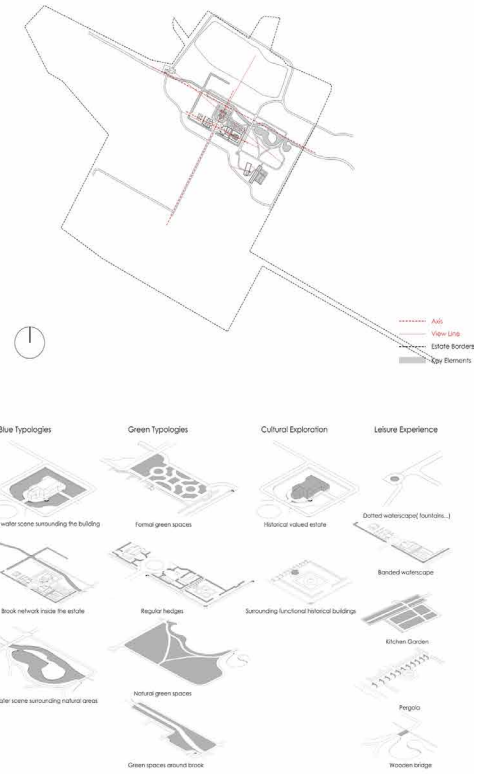 Axis
View Line
Estate Borders
Key Elements
Blue Typologies
Green Typologies
Cultural Exploration
Leisure Experience
water scene surrounding the building
Formal green spaces
Historical valued estate
Dotted waterscape( fountains...)
Banded waterscape
Brook network inside the estate
Regular hedges
Surrounding functional historical buildings
Kitchen Garden
Natural green spaces
water scene surrounding natural areas
Pergola
Green spaces around brook
Wooden bridge